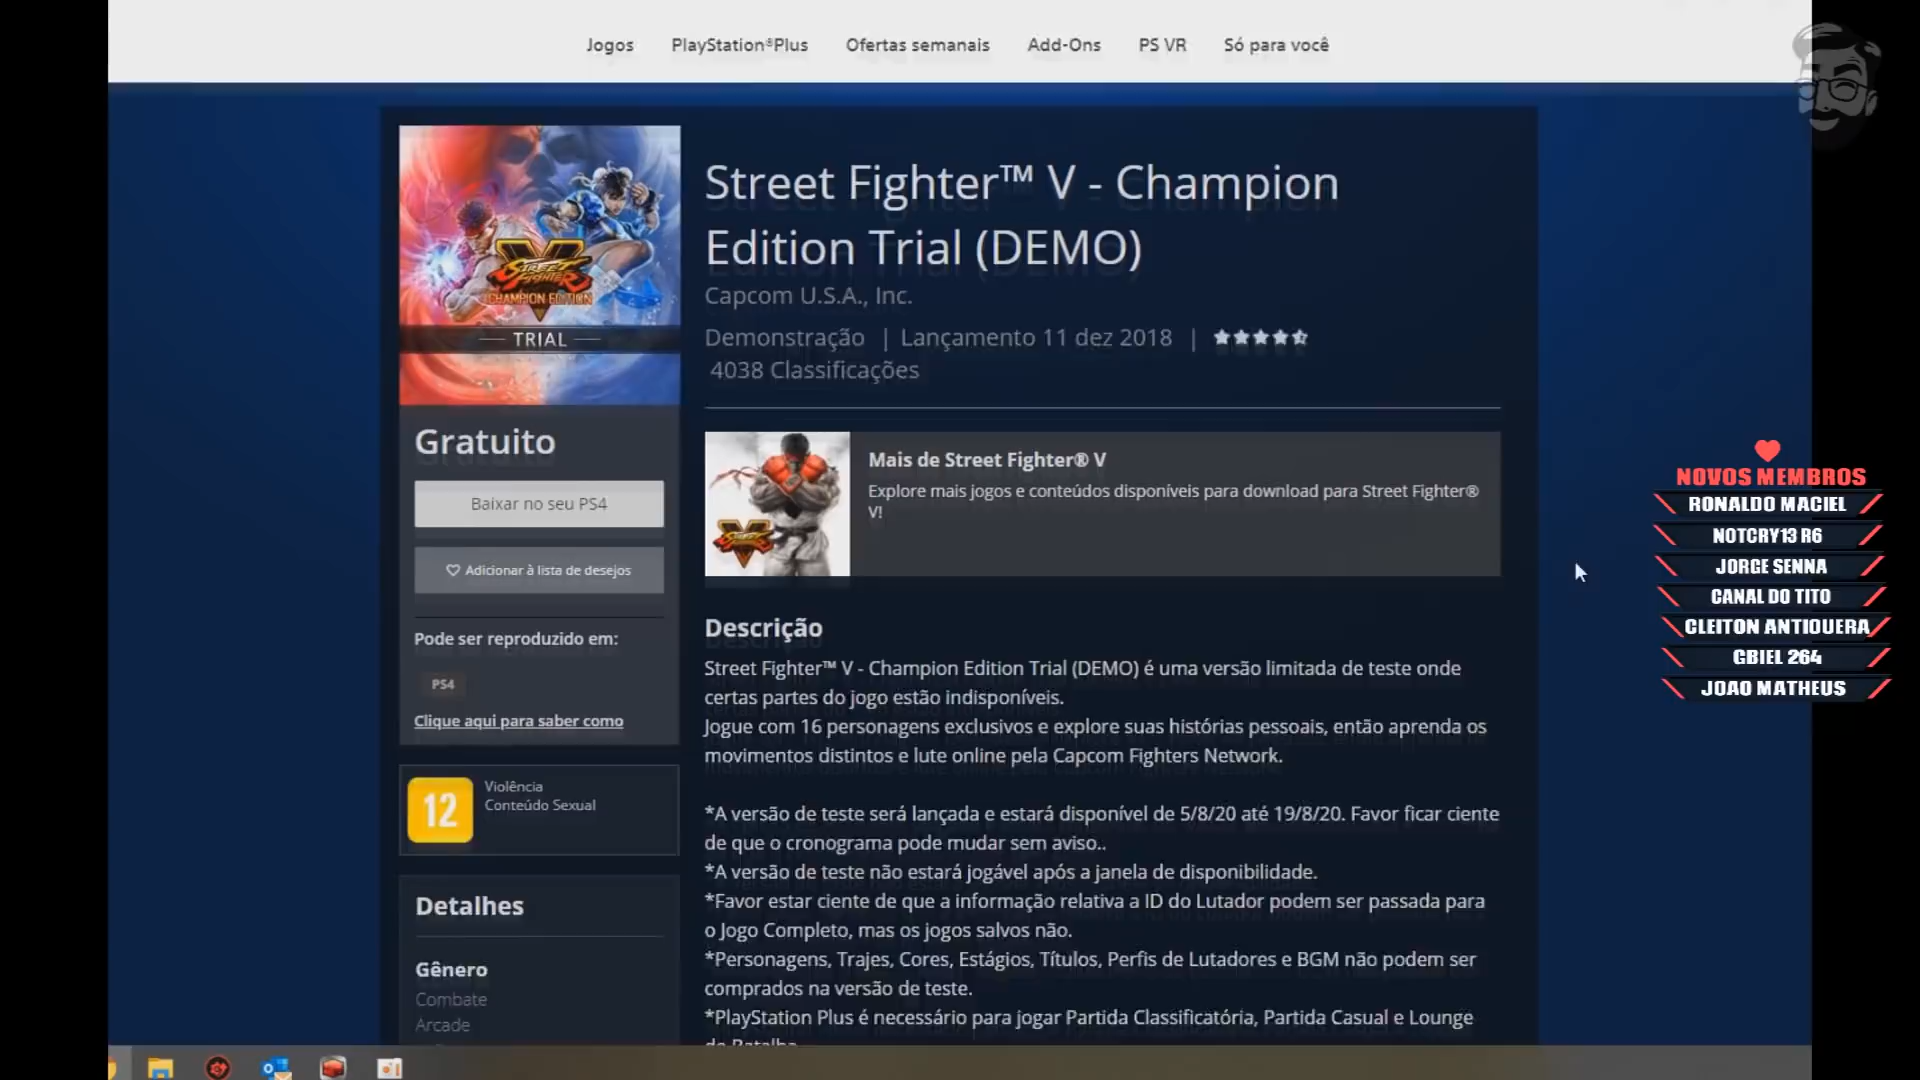 Jogos PlayStation®Plus Ofertas semanais Add-Ons PS VR Só para você
STREET FIGHTER
CHAMPION EDITION
TRIAL
Street Fighter™ V - Champion
Edition Trial (DEMO)
Capcom U.S.A., Inc.
Demonstração | Lançamento 11 dez 2018 |
4038 Classificações
Gratuito
Baixar no seu PS4
Adicionar à lista de desejos
Pode ser reproduzido em:
PS4
Clique aqui para saber como
12
Violência
Conteúdo Sexual
Detalhes
Gênero
Combate
Arcade
STREET FIGHTER
Mais de Street Fighter® V
Explore mais jogos e conteúdos disponíveis para download para Street Fighter®
V!
Descrição
Street Fighter™ V - Champion Edition Trial (DEMO) é uma versão limitada de teste onde
certas partes do jogo estão indisponíveis.
Jogue com 16 personagens exclusivos e explore suas histórias pessoais, então aprenda os
movimentos distintos e lute online pela Capcom Fighters Network.
*A versão de teste será lançada e estará disponível de 5/8/20 até 19/8/20. Favor ficar ciente
de que o cronograma pode mudar sem aviso..
*A versão de teste não estará jogável após a janela de disponibilidade.
*Favor estar ciente de que a informação relativa a ID do Lutador podem ser passada para
o Jogo Completo, mas os jogos salvos não.
*Personagens, Trajes, Cores, Estágios, Títulos, Perfis de Lutadores e BGM não podem ser
comprados na versão de teste.
*PlayStation Plus é necessário para jogar Partida Classificatória, Partida Casual e Lounge
de Batalha
NOVOS MEMBROS
RONALDO MACIEL
NOTCRY13 R6
JORGE SENNA
CANAL DO TITO
CLEITON ANTIQUERA
GBIEL 264
JOAO MATHEUS